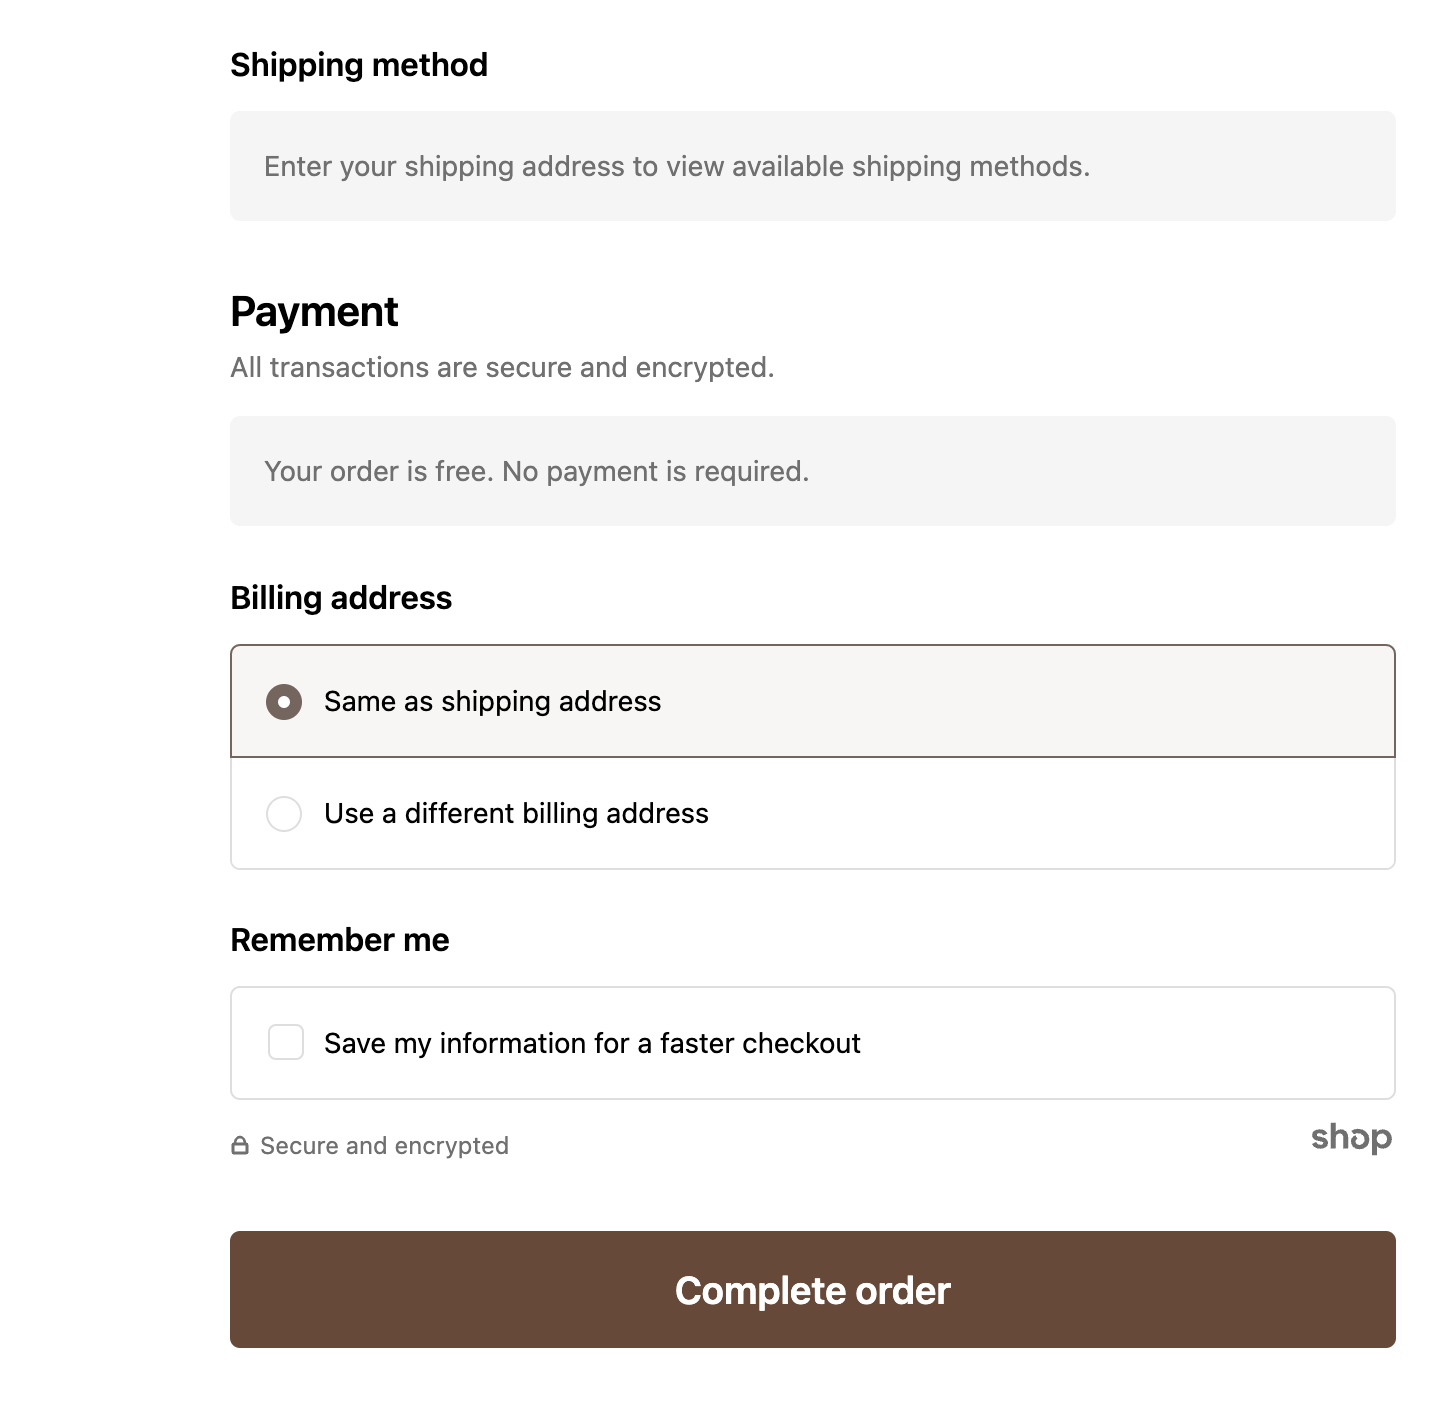 Shipping method
Enter your shipping address to view available shipping methods.
Payment
All transactions are secure and encrypted.
Your order is free. No payment is required.
Billing address
Same as shipping address
Use a different billing address
Remember me
Save my information for a faster checkout
Secure and encrypted
shop
Complete order